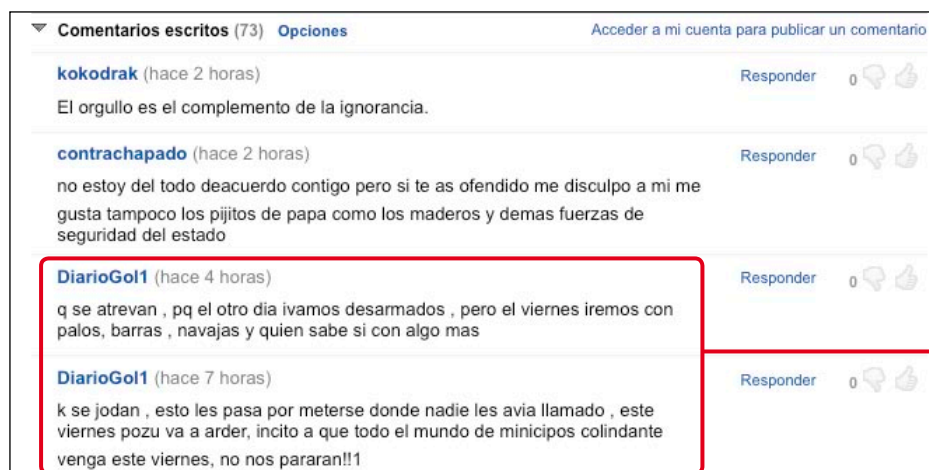 Comentarios escritos (73) Opciones Acceder a mi cuenta para publicar un comentario
kokodrak (hace 2 horas) Responder 0
El orgullo es el complemento de la ignorancia.
contrachapado (hace 2 horas) Responder 0
no estoy del todo deacuerdo contigo pero si te as ofendido me disculpo a mi me
gusta tampoco los pijitos de papa como los maderos y demas fuerzas de
seguridad del estado
DiarioGol1 (hace 4 horas) Responder 0
q se atrevan , pq el otro dia ivamos desarmados , pero el viernes iremos con
palos, barras , navajas y quien sabe si con algo mas
DiarioGol1 (hace 7 horas) Responder 0
k se jodan , esto les pasa por meterse donde nadie les avia llamado , este
viernes pozu va a arder, incito a que todo el mundo de minicipos colindante
venga este viernes, no nos pararan!!1